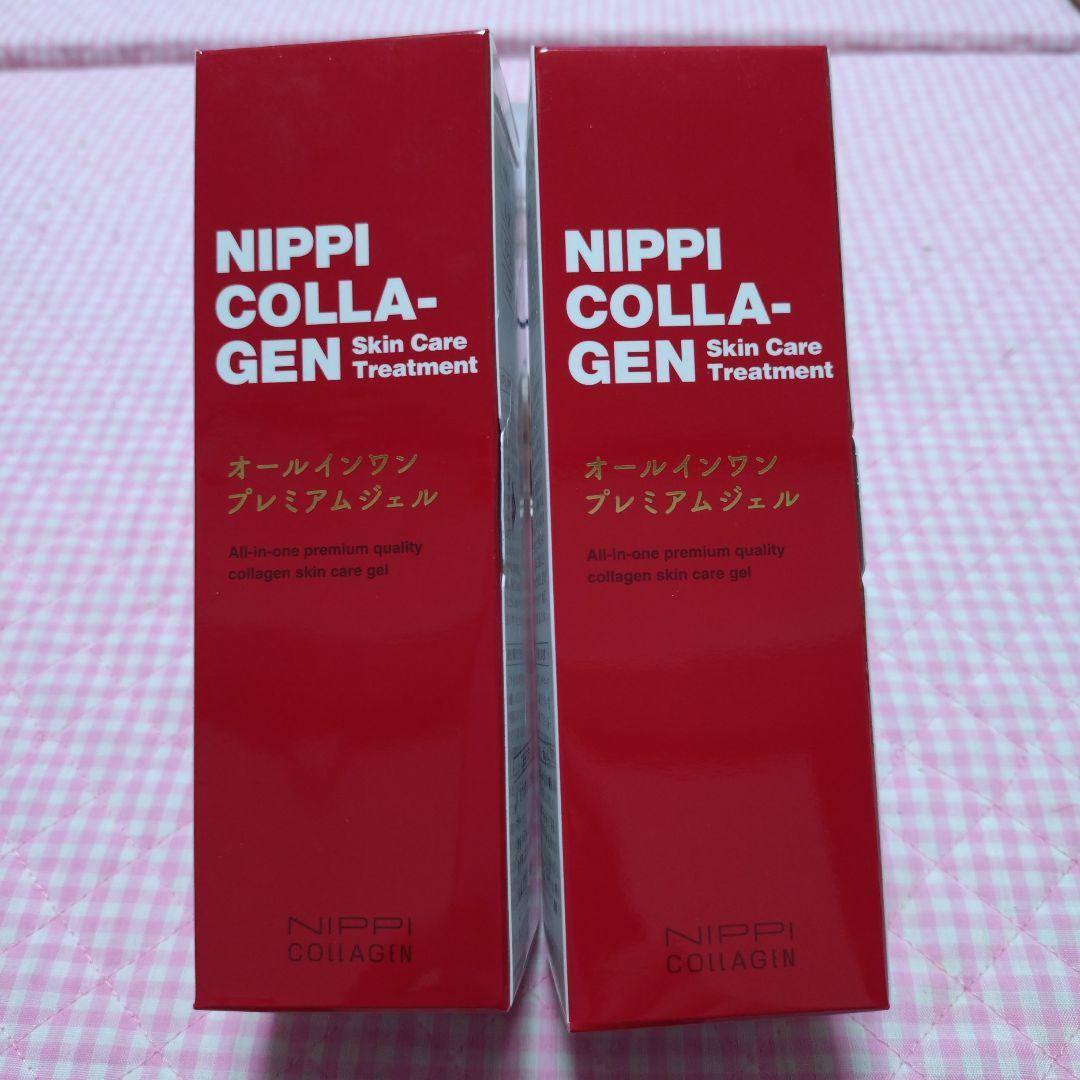 NIPPI
COLLA-
GEN Skin Care
Treatment
オールインワン
プレミアムジェル
All-in-one premium quality
collagen skin care gel
NIPPI
COLLAGEN
NIPPI
COLLA-
GEN Skin Care
Treatment
オールインワン
プレミアムジェル
All-in-one premium quality
collagen skin care gel
NIPPI
COLLAGEN